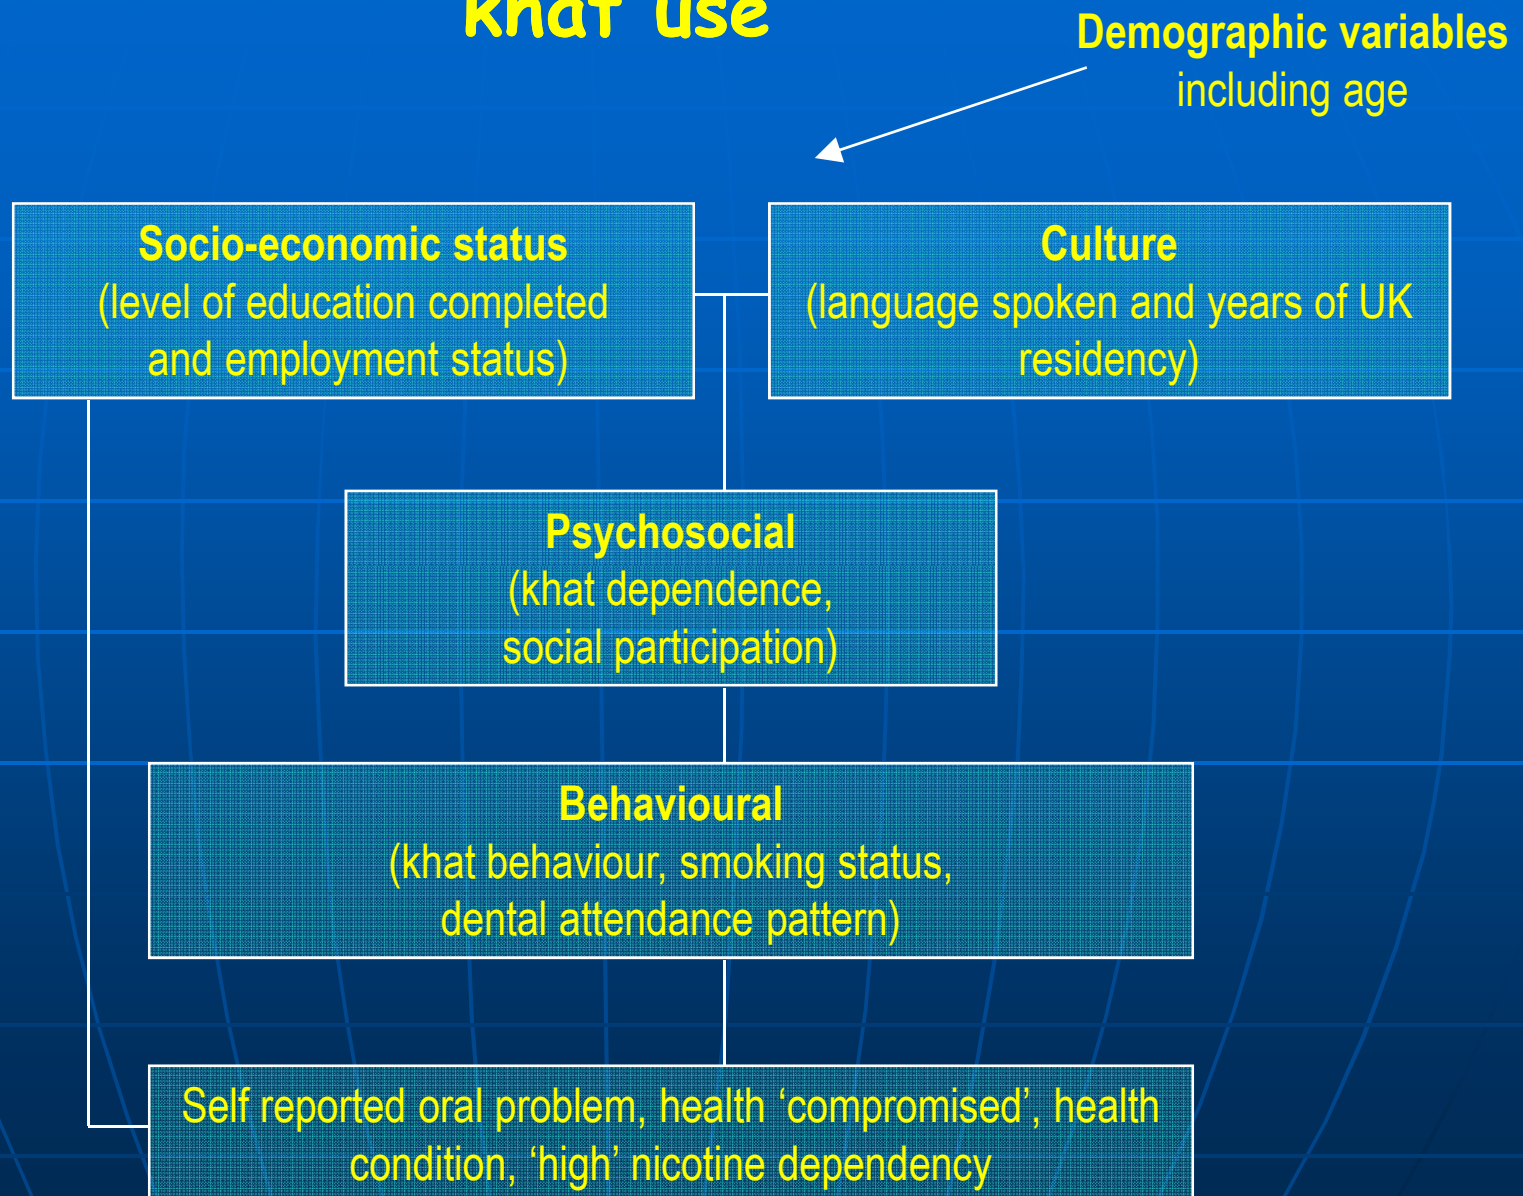 khat use
Demographic variables
including age
Socio-economic status
(level of education completed
and employment status)
Culture
(language spoken and years of UK
residency)
Psychosocial
(khat dependence,
social participation)
Behavioural
(khat behaviour, smoking status,
dental attendance pattern)
Self reported oral problem, health ‘compromised’, health
condition, ‘high’ nicotine dependency